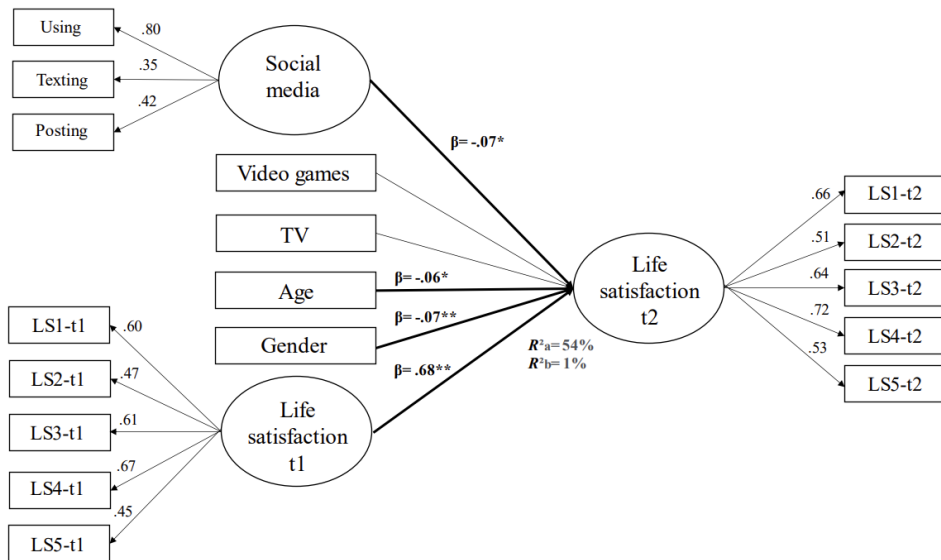 Using
.80
Texting
.35
Posting
.42
Social
media
β= -.07*
Video games
TV
Age
β= -.06*
Gender
β= -.07**
β= .68**
LS1-t1
.60
LS2-t1
.47
LS3-t1
.61
LS4-t1
.67
LS5-t1
.45
Life
satisfaction
t1
Life
satisfaction
t2
R²a= 54%
R²b= 1%
.66
LS1-t2
.51
LS2-t2
.64
LS3-t2
.72
LS4-t2
.53
LS5-t2